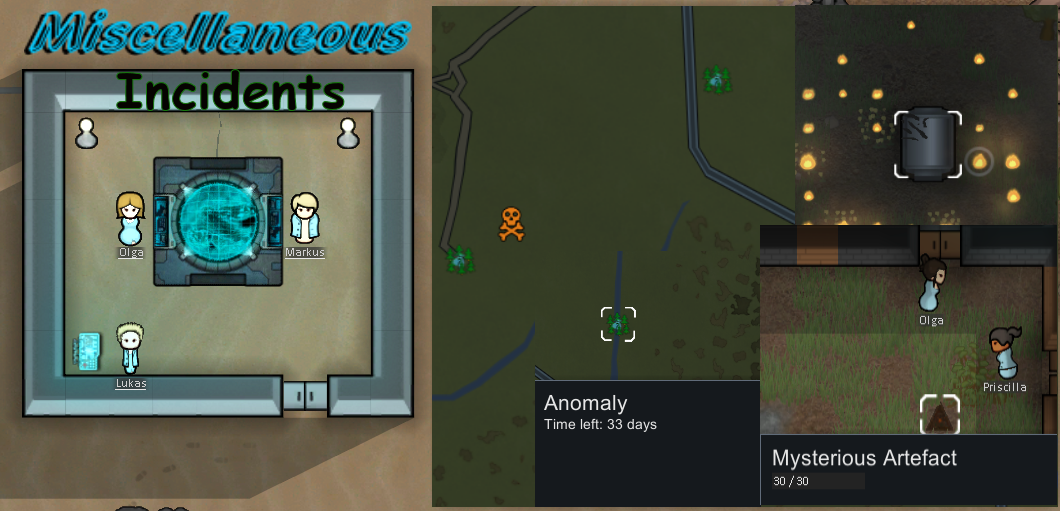 Miscellaneous
Incidents
Olga
Markus
Lukas
Anomaly
Time left: 33 days
Olga
Priscilla
Mysterious Artefact
30 / 30